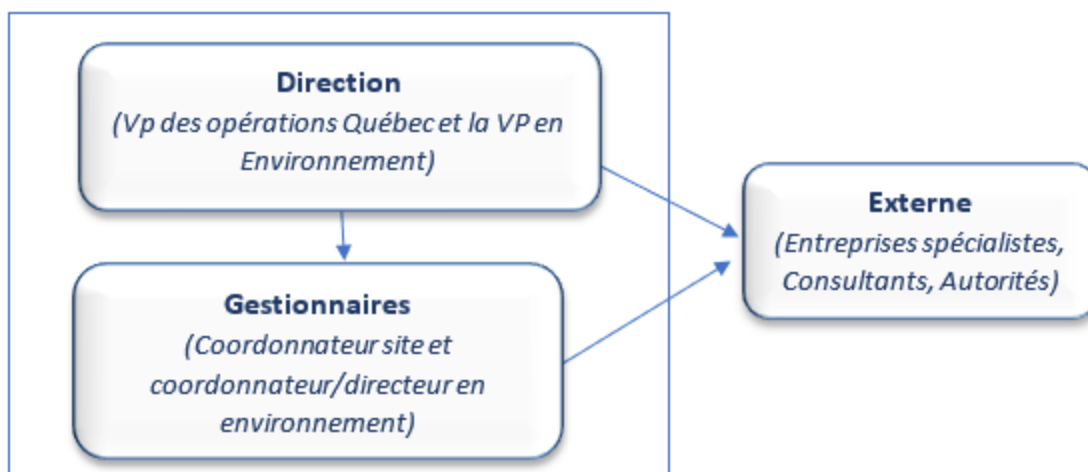 Direction
(Vp des opérations Québec et la VP en
Environnement)
Externe
(Entreprises spécialistes,
Consultants, Autorités)
Gestionnaires
(Coordonnateur site et
coordonnateur/directeur en
environnement)